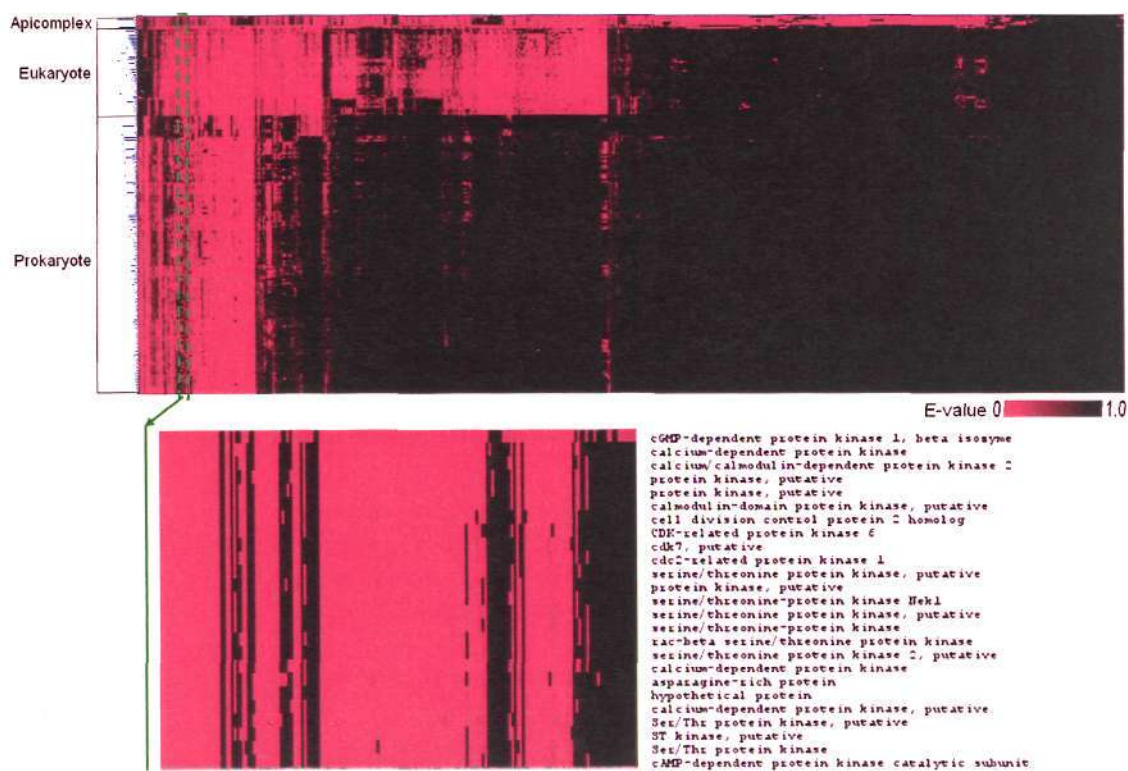 Apicomplex
Eukaryote
Prokaryote
E-value 0 1.0
cGMP-dependent protein kinase 1, beta isozyme
calcium-dependent protein kinase
calcium/calmodulin-dependent protein kinase 2
protein kinase, putative
protein kinase, putative
calmodulin-domain protein kinase, putative
cell division control protein 2 homolog
CDK-related protein kinase 6
cdk7, putative
cdc2-related protein kinase 1
serine/threonine protein kinase, putative
protein kinase, putative
serine/threonine-protein kinase Nek1
serine/threonine-protein kinase, putative
serine/threonine-protein kinase
rac-beta serine/threonine protein kinase
serine/threonine protein kinase 2, putative
calcium-dependent protein kinase
asparagine-rich protein
hypothetical protein
calcium-dependent protein kinase, putative
Ser/Thr protein kinase, putative
ST kinase, putative
Ser/Thr protein kinase
cAMP-dependent protein kinase catalytic subunit